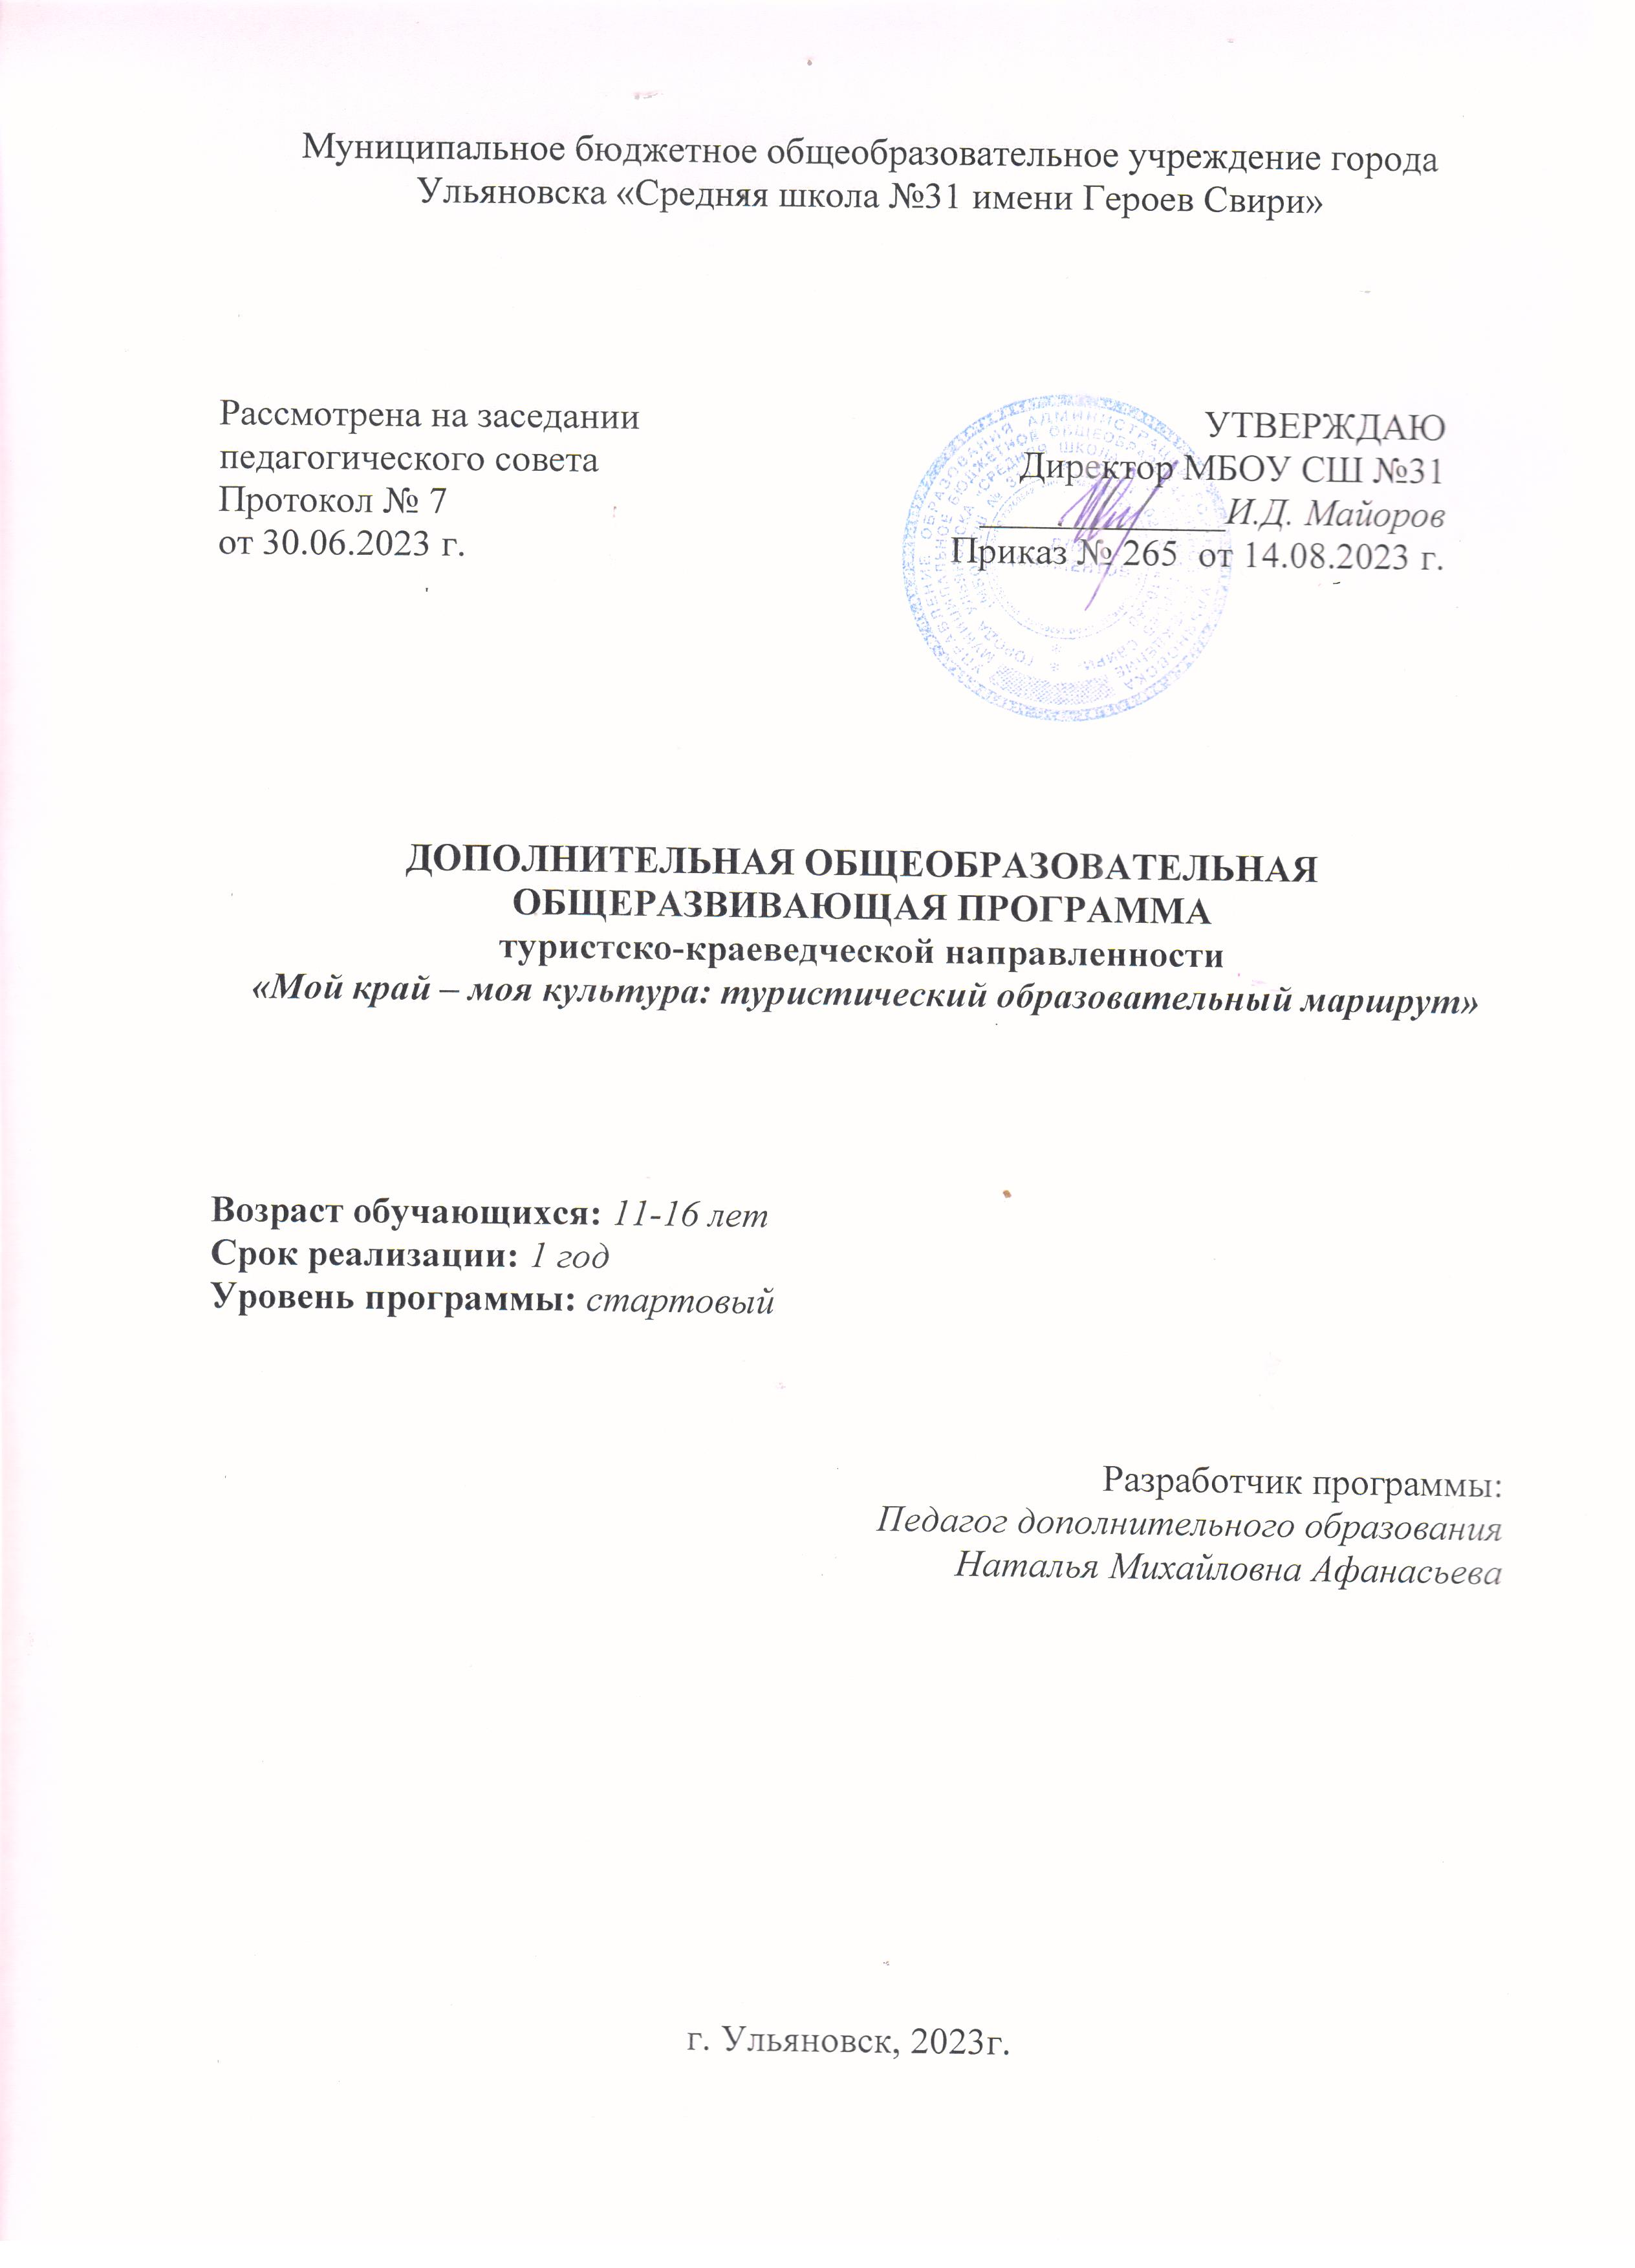 Муниципальное бюджетное общеобразовательное учреждение города
Ульяновска «Средняя школа №31 имени Героев Свири»
Рассмотрена на заседании
педагогического совета
Протокол № 7
от 30.06.2023 г.
УТВЕРЖДАЮ
Директор МБОУ СШ №31
И.Д. Майоров
Приказ № 265 от 14.08.2023 г.
ДОПОЛНИТЕЛЬНАЯ ОБЩЕОБРАЗОВАТЕЛЬНАЯ
ОБЩЕРАЗВИВАЮЩАЯ ПРОГРАММА
туристско-краеведческой направленности
«Мой край – моя культура: туристический образовательный маршрут»
Возраст обучающихся: 11-16 лет
Срок реализации: 1 год
Уровень программы: стартовый
Разработчик программы:
Педагог дополнительного образования
Наталья Михайловна Афанасьева
г. Ульяновск, 2023г.